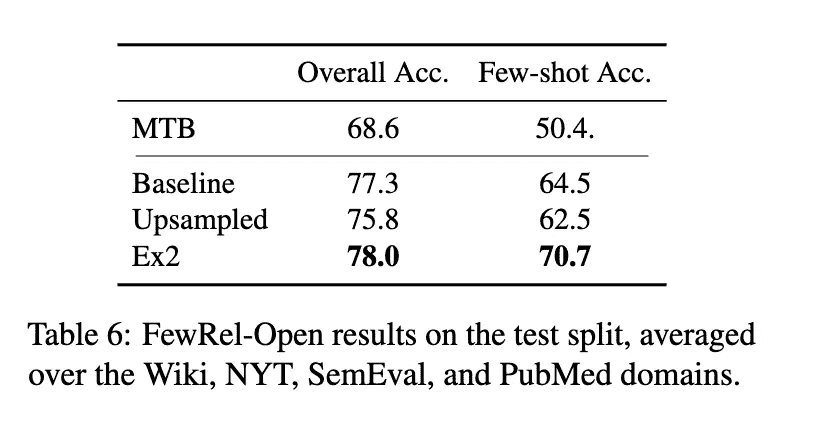 Overall Acc. Few-shot Acc.
MTB 68.6 50.4.
Baseline 77.3 64.5
Upsampled 75.8 62.5
Ex2 78.0 70.7
Table 6: FewRel-Open results on the test split, averaged
over the Wiki, NYT, SemEval, and PubMed domains.